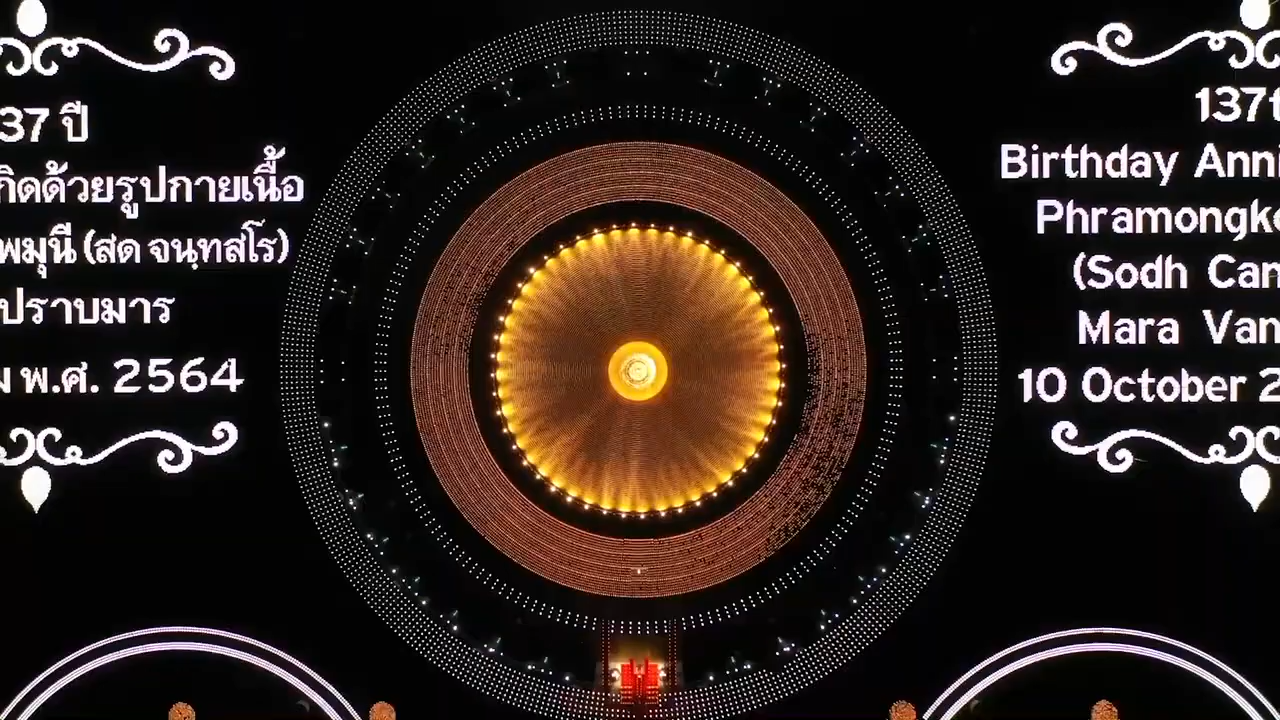 37 ปี
กิดด้วยรูปกายเนื้อ
พมุนี (สด จนฺทสโร)
ปราบมาร
พ.ศ. 2564
137t
Birthday Anni
Phramongko
(Sodh Can
Mara Van
10 October 2